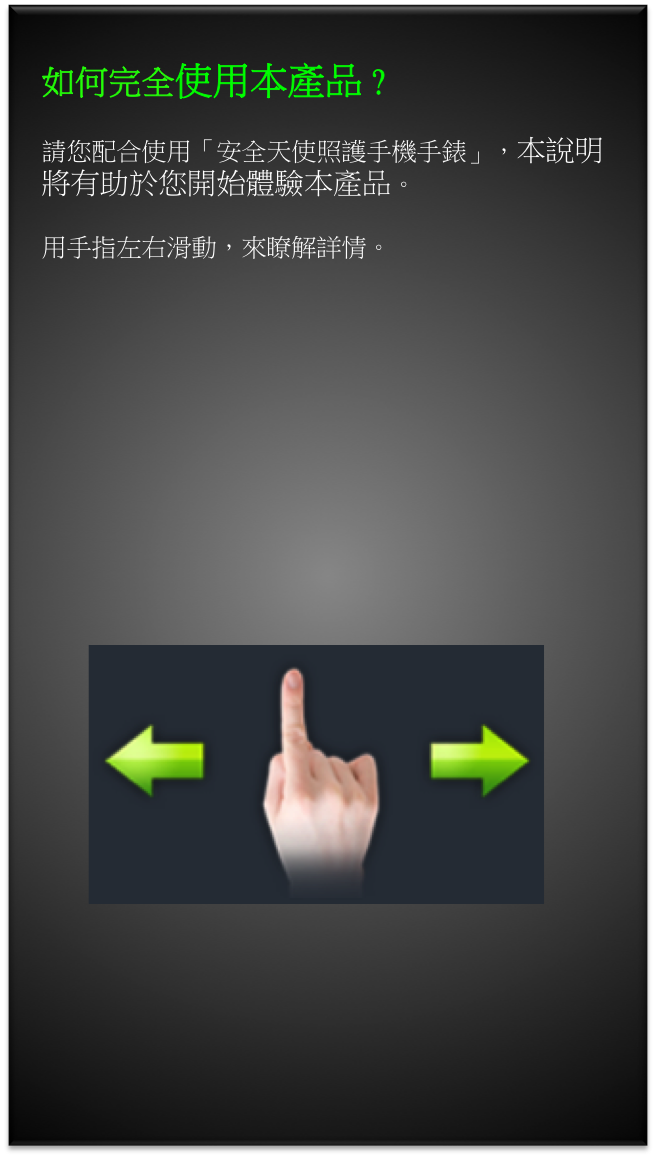 如何完全使用本產品？
請您配合使用「安全天使照護手機手錶」，本說明
將有助於您開始體驗本產品。
用手指左右滑動，來瞭解詳情。